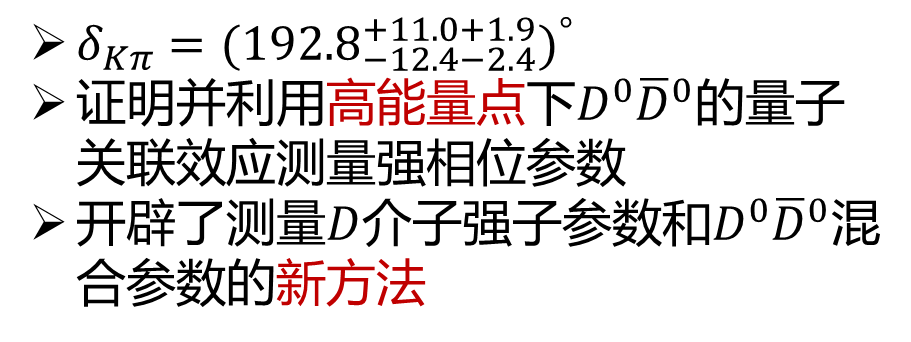 ➢ δ_{Kπ} = (192.8^{+11.0+1.9}_{-12.4-2.4})°
➢ 证明并利用高能量点下D⁰D̅⁰的量子
关联效应测量强相位参数
➢ 开辟了测量D介子强子参数和D⁰D̅⁰混
合参数的新方法